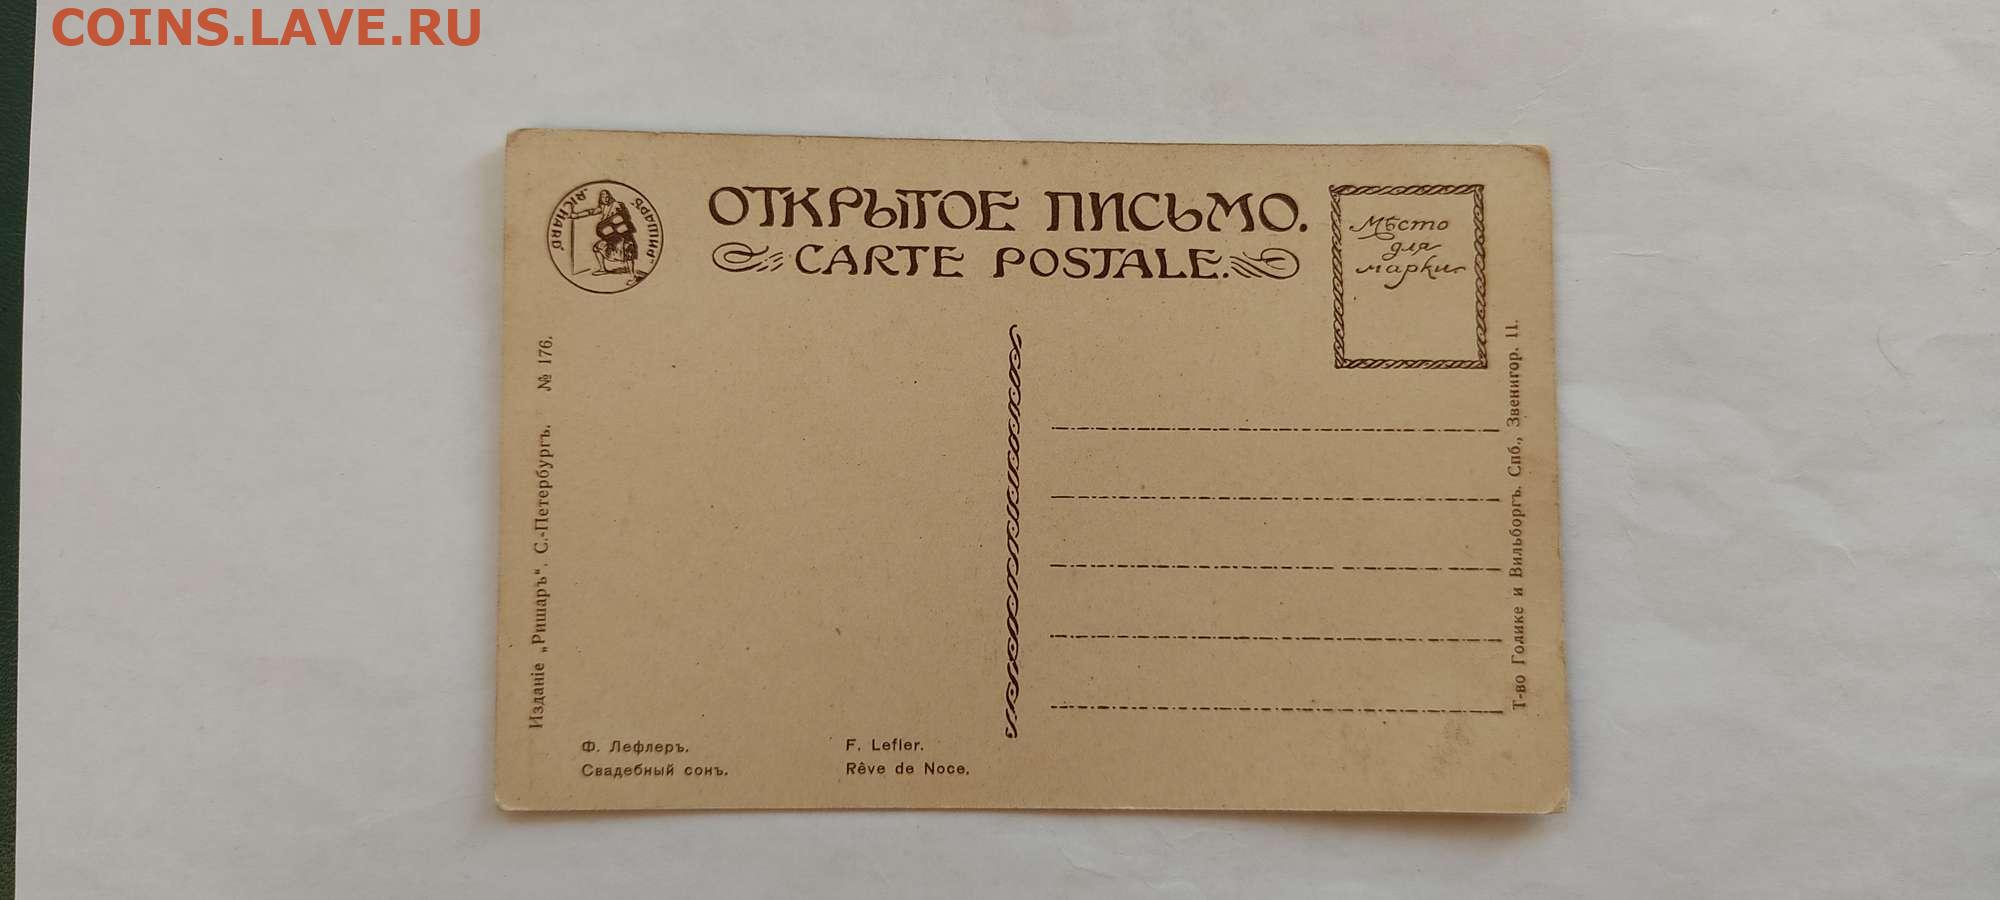 COINS.LAVE.RU
„RICHARD"
„РИШАРЪ"
ОТКРЫТОЕ ПИСЬМО.
CARTE POSTALE.
Мѣсто
для
марки
Изданіе „Ришаръ“. С.-Петербургъ. № 176.
Ф. Лефлеръ.
Свадебный сонъ.
F. Lefler.
Rêve de Noce.
Т-во Голике и Вильборгъ. Спб., Звенигор. 11.